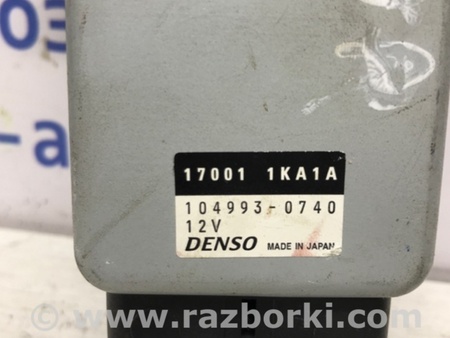 17001 1KA1A
104993-0740
12V
DENSO MADE IN JAPAN
© www.razborki.com